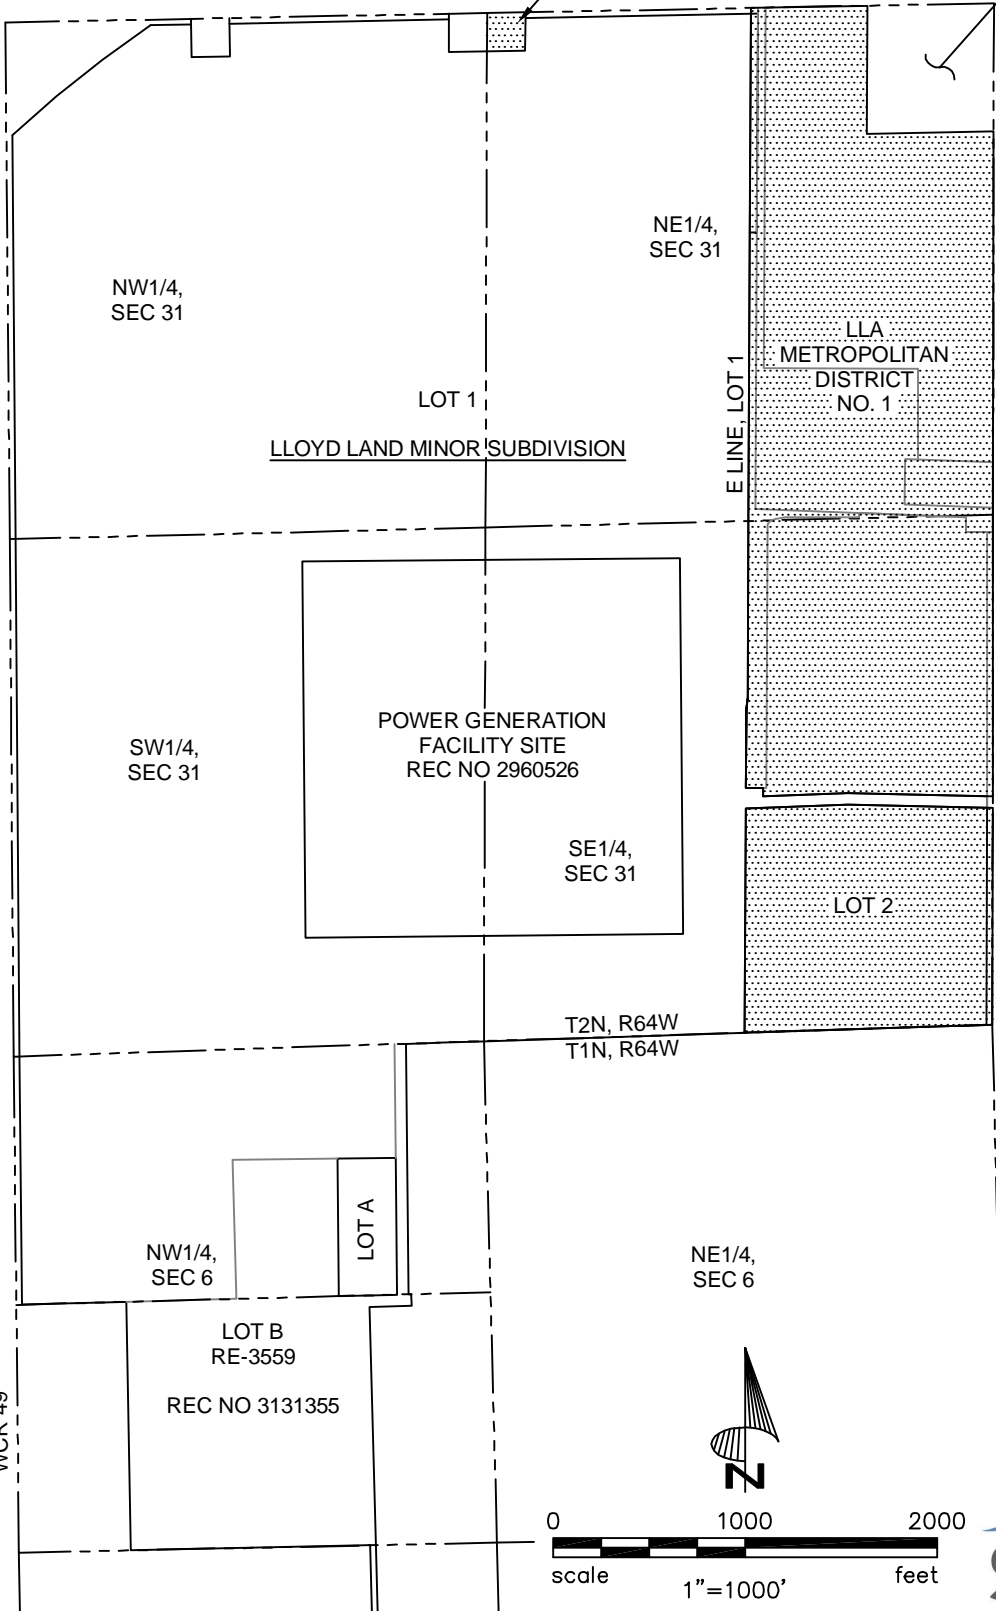 NE1/4,
SEC 31
NW1/4,
SEC 31
LLA
METROPOLITAN
DISTRICT
NO. 1
E LINE, LOT 1
LOT 1
LLOYD LAND MINOR SUBDIVISION
POWER GENERATION
FACILITY SITE
REC NO 2960526
SW1/4,
SEC 31
SE1/4,
SEC 31
LOT 2
T2N, R64W
T1N, R64W
LOT A
NW1/4,
SEC 6
NE1/4,
SEC 6
LOT B
RE-3559
REC NO 3131355
WCR 49
N
0 1000 2000
scale feet
1"=1000'